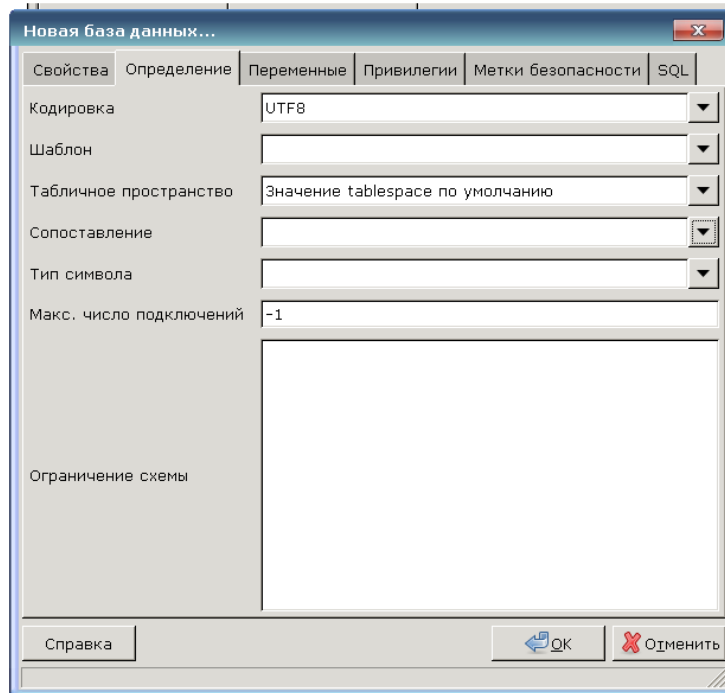 Новая база данных...
Свойства Определение Переменные Привилегии Метки безопасности SQL
Кодировка UTF8
Шаблон
Табличное пространство Значение tablespace по умолчанию
Сопоставление
Тип символа
Макс. число подключений -1
Ограничение схемы
Справка OK Отменить